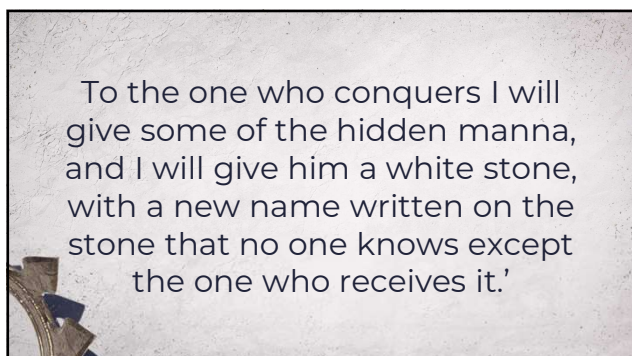 To the one who conquers I will
give some of the hidden manna,
and I will give him a white stone,
with a new name written on the
stone that no one knows except
the one who receives it.’